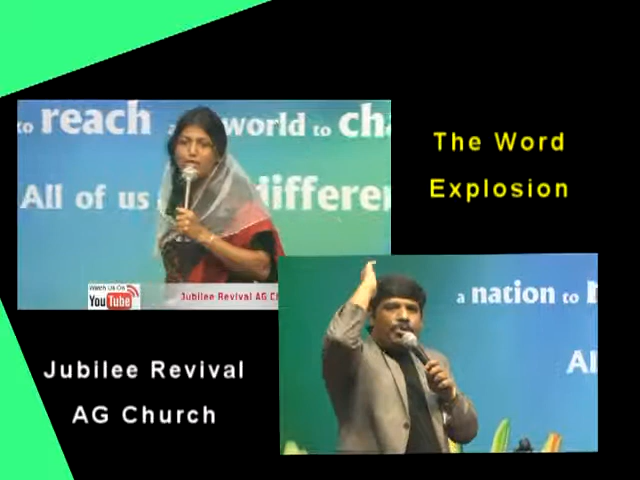 to reach a world to cha
All of us differen
The Word
Explosion
Watch Us On
YouTube
Jubilee Revival AG Ch
a nation to
Al
Jubilee Revival
AG Church